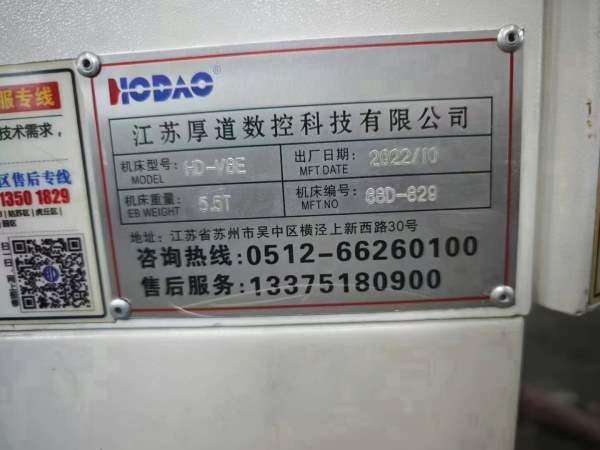 HODAO®
江苏厚道数控科技有限公司
机床型号: HD-V8E 出厂日期: 2022/10
MODEL MFT.DATE
机床重量: 5.5T 机床编号: 88D-829
EB WEIGHT MFT.NO
地址: 江苏省苏州市吴中区横泾上新西路30号
咨询热线:0512-66260100
售后服务:13375180900
服专线
技术需求,
区售后专线
1350 1829